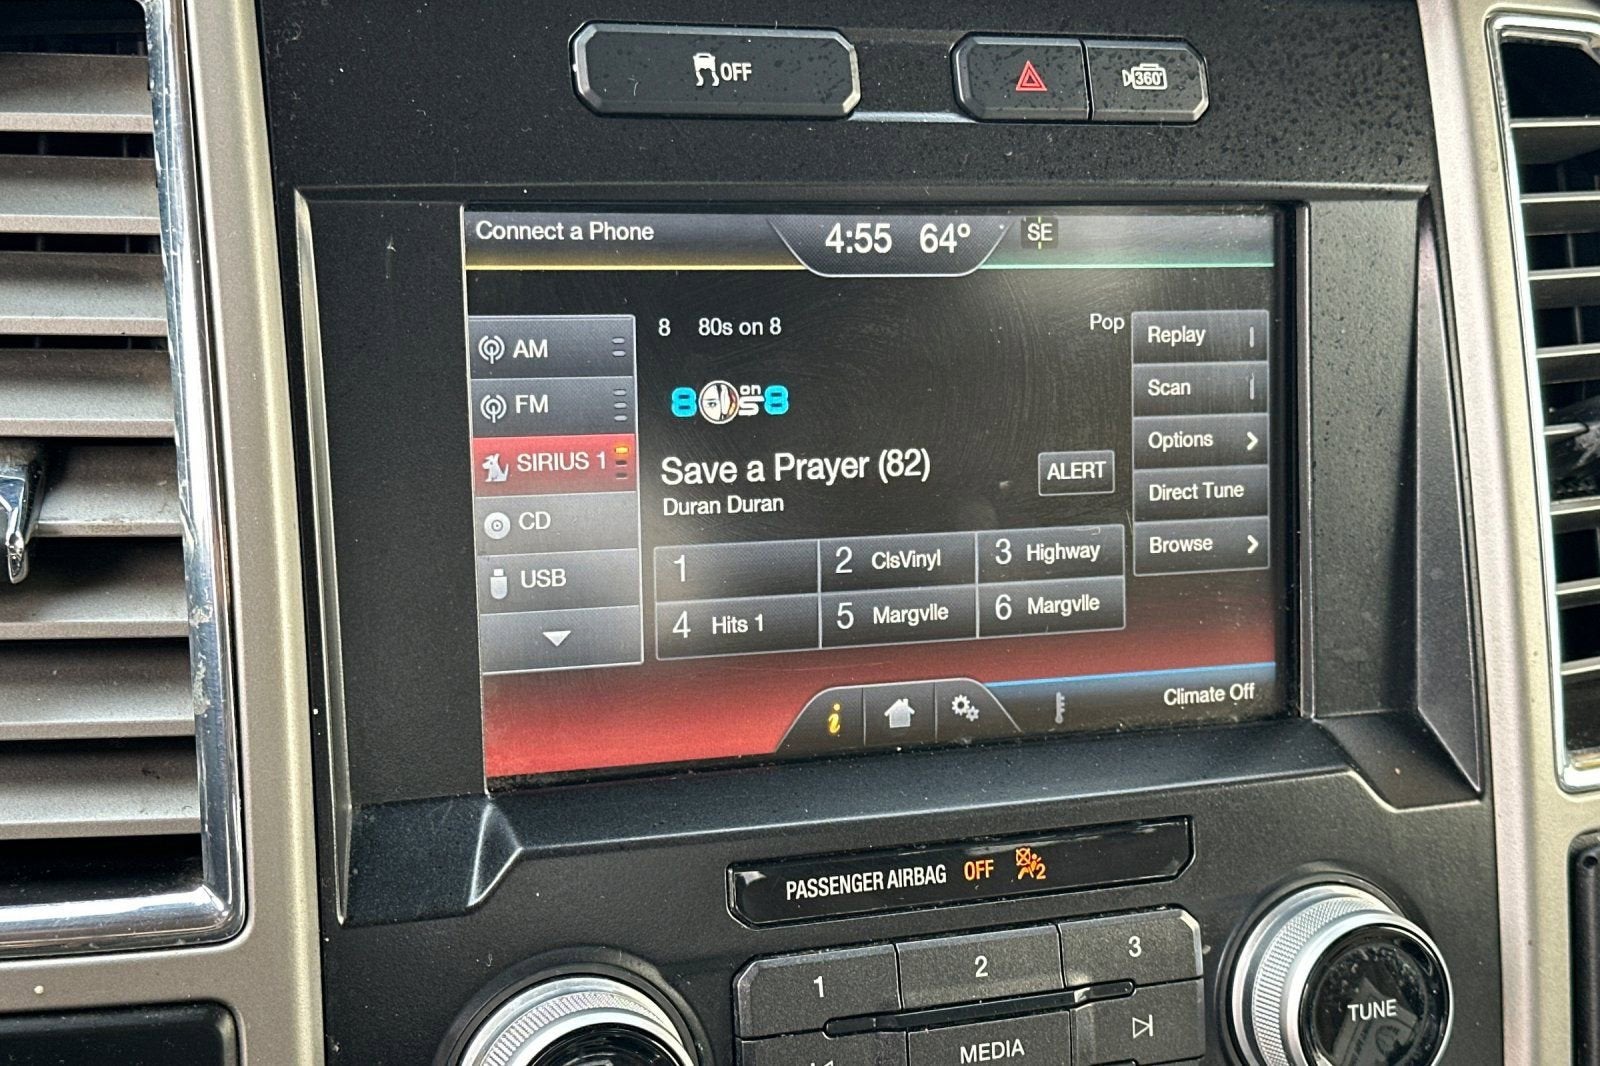 OFF
360°
Connect a Phone
4:55 64°
SE
8 80s on 8
Pop
80s on 8
AM
FM
SIRIUS 1
CD
USB
Save a Prayer (82)
Duran Duran
ALERT
Replay
Scan
Options
Direct Tune
Browse
1
2 ClsVinyl
3 Highway
4 Hits 1
5 Margvlle
6 Margvlle
i
Climate Off
PASSENGER AIRBAG OFF
2
1
2
3
MEDIA
TUNE